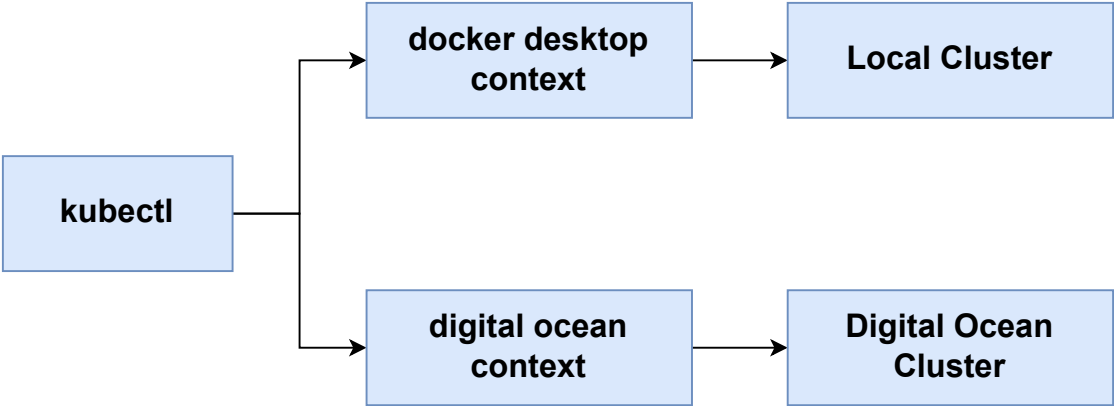 docker desktop
context
Local Cluster
kubectl
digital ocean
context
Digital Ocean
Cluster